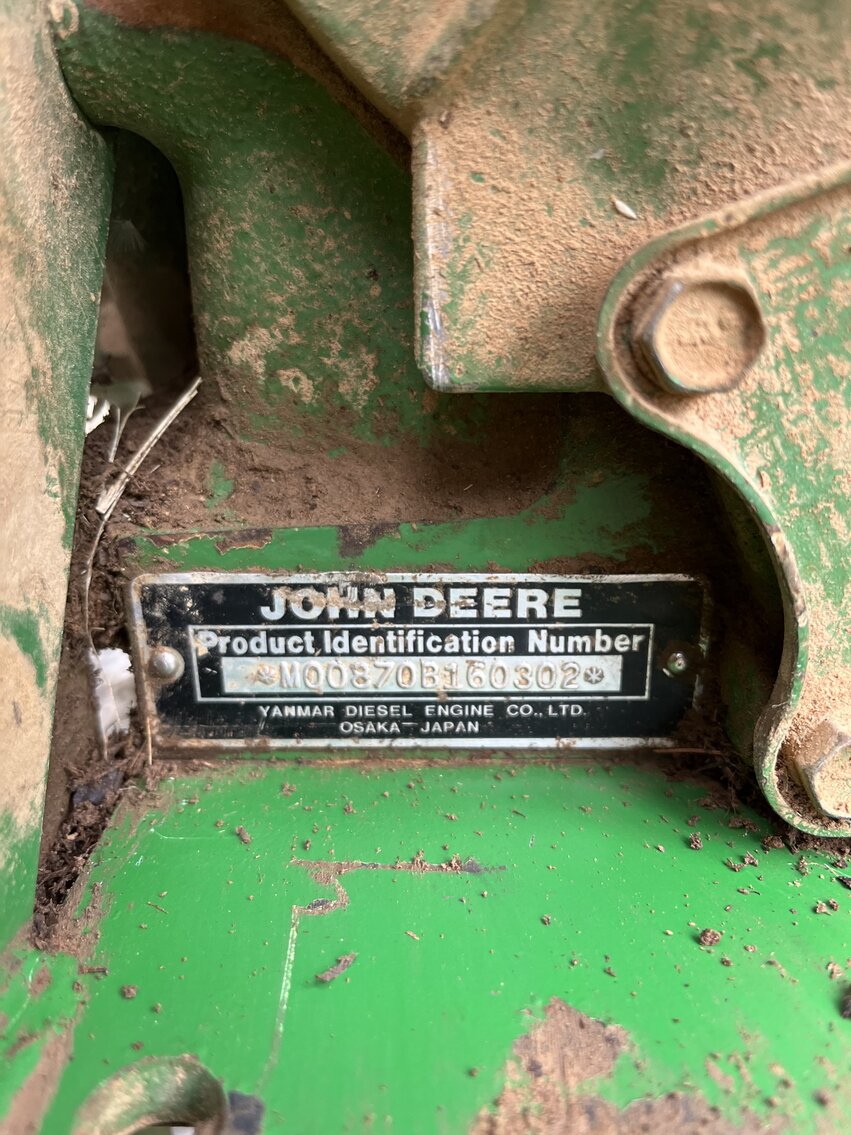 JOHN DEERE
Product Identification Number
*M00870B160302*
YANMAR DIESEL ENGINE CO., LTD.
OSAKA-JAPAN